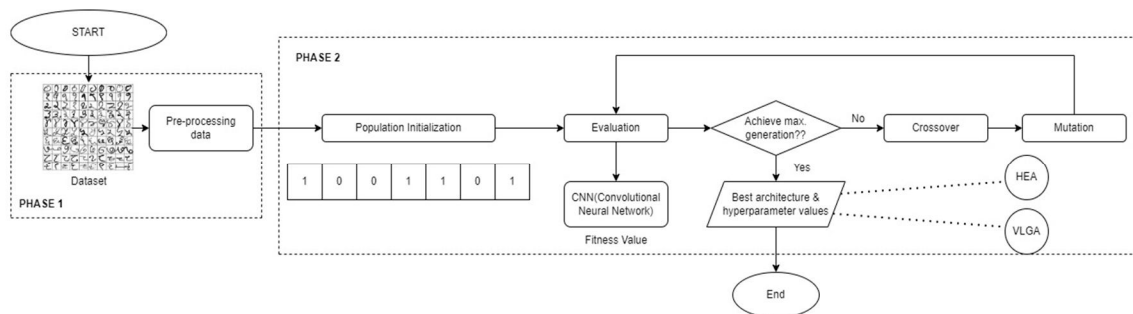 START
PHASE 1
Dataset
Pre-processing
data
PHASE 2
Population Initialization
1 0 0 1 1 0 1
Evaluation
CNN(Convolutional
Neural Network)
Fitness Value
Achieve max.
generation??
No
Yes
Crossover
Mutation
Best architecture &
hyperparameter values
HEA
VLGA
End